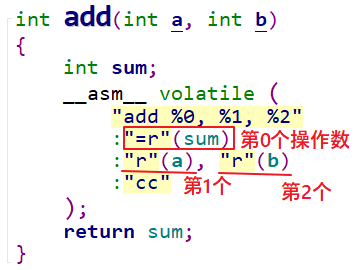 int add(int a, int b)
{
int sum;
__asm__ volatile (
"add %0, %1, %2"
:"=r"(sum) 第0个操作数
:"r"(a), "r"(b)
:"cc" 第1个 第2个
);
return sum;
}